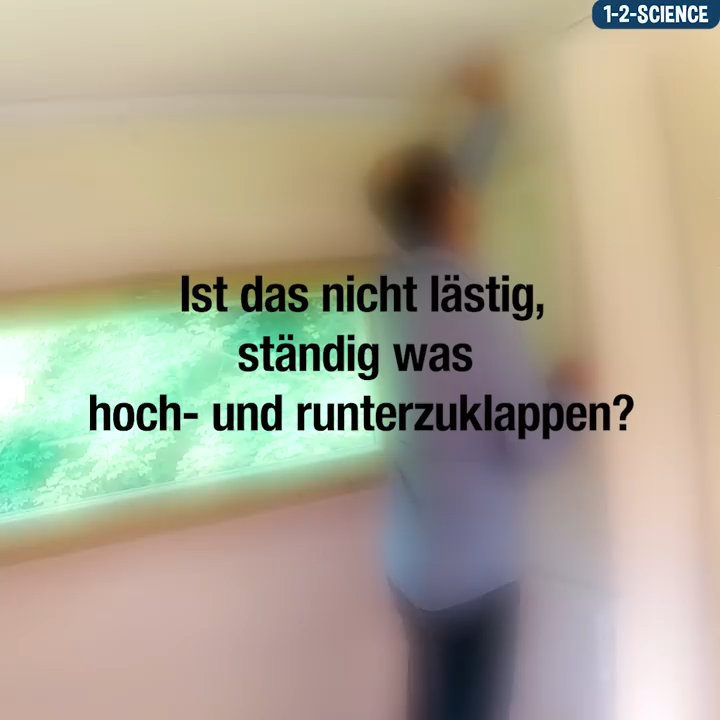 1-2-SCIENCE
Ist das nicht lästig,
ständig was
hoch- und runterzuklappen?